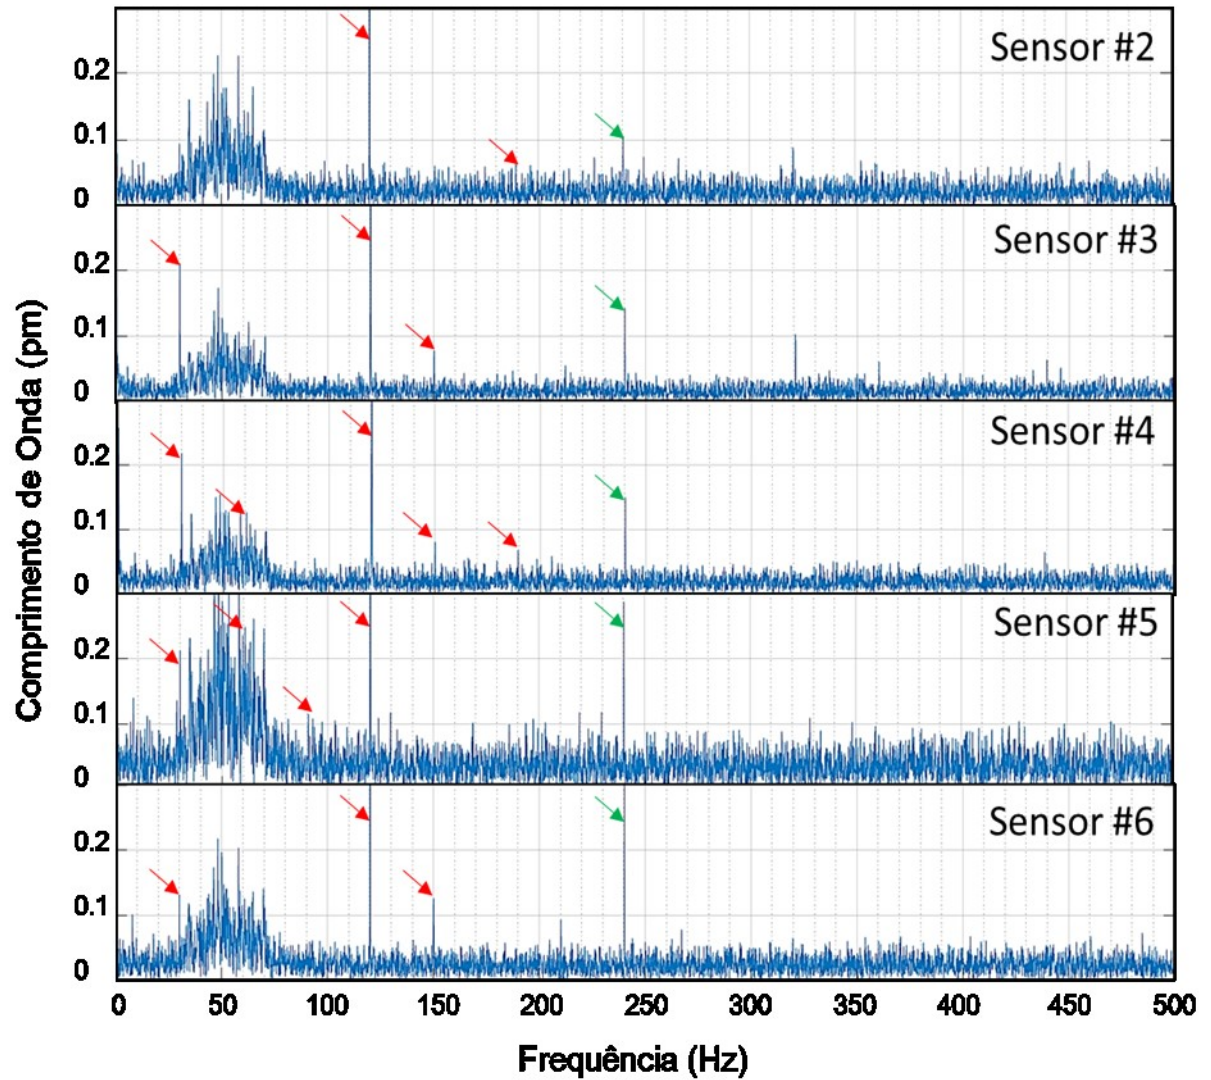 Sensor #2
0.2
0.1
0
Sensor #3
0.2
0.1
0
Sensor #4
0.2
0.1
0
Sensor #5
0.2
0.1
0
Sensor #6
0.2
0.1
0
Comprimento de Onda (pm)
0 50 100 150 200 250 300 350 400 450 500
Frequência (Hz)